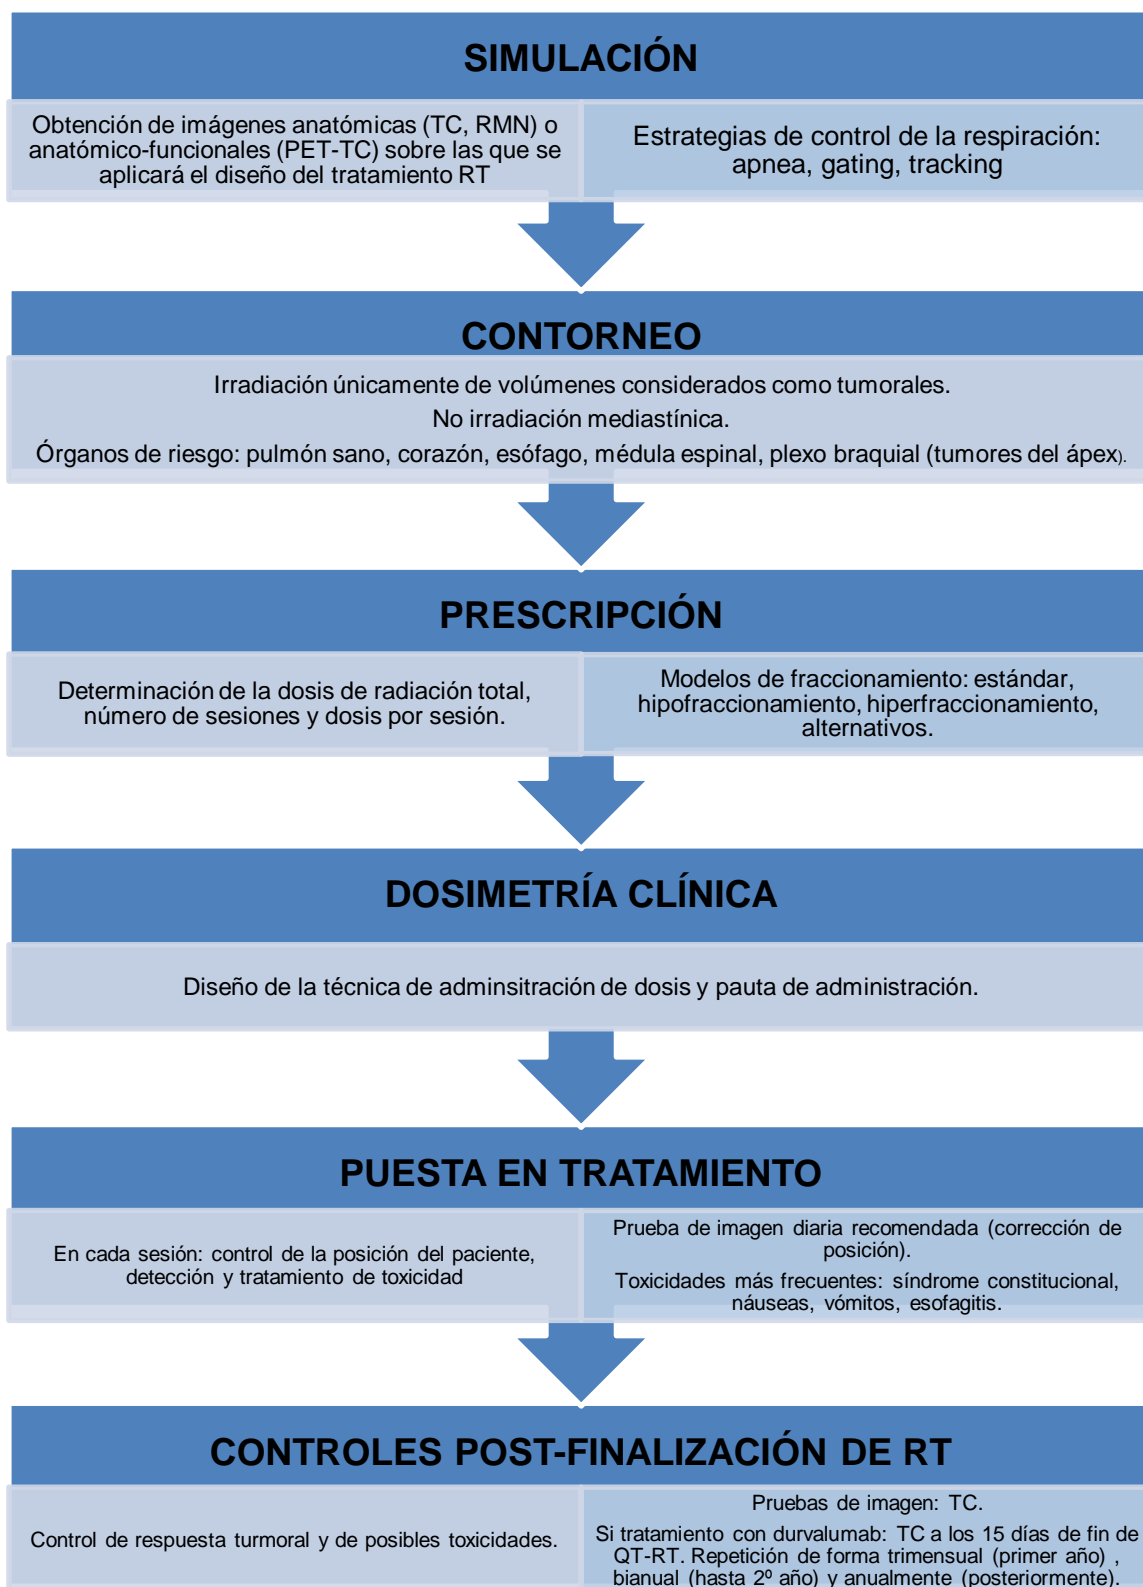 SIMULACIÓN
Obtención de imágenes anatómicas (TC, RMN) o
anatómico-funcionales (PET-TC) sobre las que se
aplicará el diseño del tratamiento RT
Estrategias de control de la respiración:
apnea, gating, tracking
CONTORNEO
Irradiación únicamente de volúmenes considerados como tumorales.
No irradiación mediastínica.
Órganos de riesgo: pulmón sano, corazón, esófago, médula espinal, plexo braquial (tumores del ápex).
PRESCRIPCIÓN
Determinación de la dosis de radiación total,
número de sesiones y dosis por sesión.
Modelos de fraccionamiento: estándar,
hipofraccionamiento, hiperfraccionamiento,
alternativos.
DOSIMETRÍA CLÍNICA
Diseño de la técnica de adminsitración de dosis y pauta de administración.
PUESTA EN TRATAMIENTO
En cada sesión: control de la posición del paciente,
detección y tratamiento de toxicidad
Prueba de imagen diaria recomendada (corrección de
posición).
Toxicidades más frecuentes: síndrome constitucional,
náuseas, vómitos, esofagitis.
CONTROLES POST-FINALIZACIÓN DE RT
Control de respuesta turmoral y de posibles toxicidades.
Pruebas de imagen: TC.
Si tratamiento con durvalumab: TC a los 15 días de fin de
QT-RT. Repetición de forma trimensual (primer año) ,
bianual (hasta 2º año) y anualmente (posteriormente).